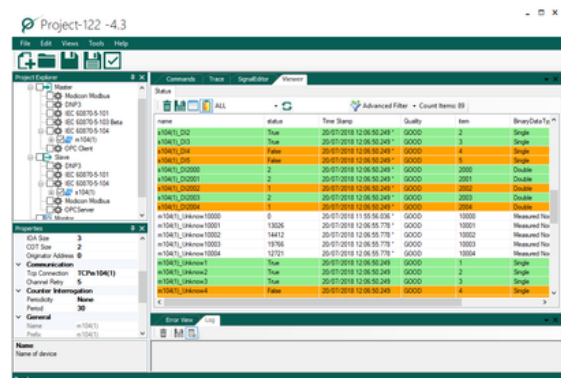 Project-122 -4.3
File Edit Views Tools Help
Project Explorer
Master
Modicon Modbus
DNP3
IEC 60870-5-101
IEC 60870-5-103 Beta
IEC 60870-5-104
m104(1)
OPC Client
Slave
DNP3
IEC 60870-5-101
IEC 60870-5-104
s104(1)
Modicon Modbus
OPCServer
Monitor
Properties
IOA Size 3
COT Size 2
Originator Address 0
Communication
Tcp Connection TCPm104(1)
Channel Retry 5
Counter Interrogation
Periodicity None
Period 30
General
Name m104(1)
Prefix m104(1)
Name
Name of device
Commands Trace SignalEditor Viewer
Status
ALL Advanced Filter Count Items: 89
name status Time Stamp Quality item BinaryDataTyp
s104(1)_DI2 True 20/07/2018 12:06:50.249 * GOOD 2 Single
s104(1)_DI3 True 20/07/2018 12:06:50.249 * GOOD 3 Single
s104(1)_DI4 False 20/07/2018 12:06:50.249 * GOOD 4 Single
s104(1)_DI5 False 20/07/2018 12:06:50.249 * GOOD 5 Single
s104(1)_DI2000 2 20/07/2018 12:06:50.249 * GOOD 2000 Double
s104(1)_DI2001 2 20/07/2018 12:06:50.249 * GOOD 2001 Double
s104(1)_DI2002 1 20/07/2018 12:06:50.249 * GOOD 2002 Double
s104(1)_DI2003 2 20/07/2018 12:06:50.249 * GOOD 2003 Double
s104(1)_DI2004 1 20/07/2018 12:06:50.249 * GOOD 2004 Double
m104(1)_Unknow10000 0 20/07/2018 11:55:56.036 * GOOD 10000 Measured No
m104(1)_Unknow10001 13026 20/07/2018 12:06:55.778 * GOOD 10001 Measured No
m104(1)_Unknow10002 14412 20/07/2018 12:06:55.778 * GOOD 10002 Measured No
m104(1)_Unknow10003 19766 20/07/2018 12:06:55.778 * GOOD 10003 Measured No
m104(1)_Unknow10004 12721 20/07/2018 12:06:55.778 * GOOD 10004 Measured No
m104(1)_Unknow1 True 20/07/2018 12:06:50.249 GOOD 1 Single
m104(1)_Unknow2 True 20/07/2018 12:06:50.249 GOOD 2 Single
m104(1)_Unknow3 True 20/07/2018 12:06:50.249 GOOD 3 Single
m104(1)_Unknow4 False 20/07/2018 12:06:50.249 GOOD 4 Single
Error View Log